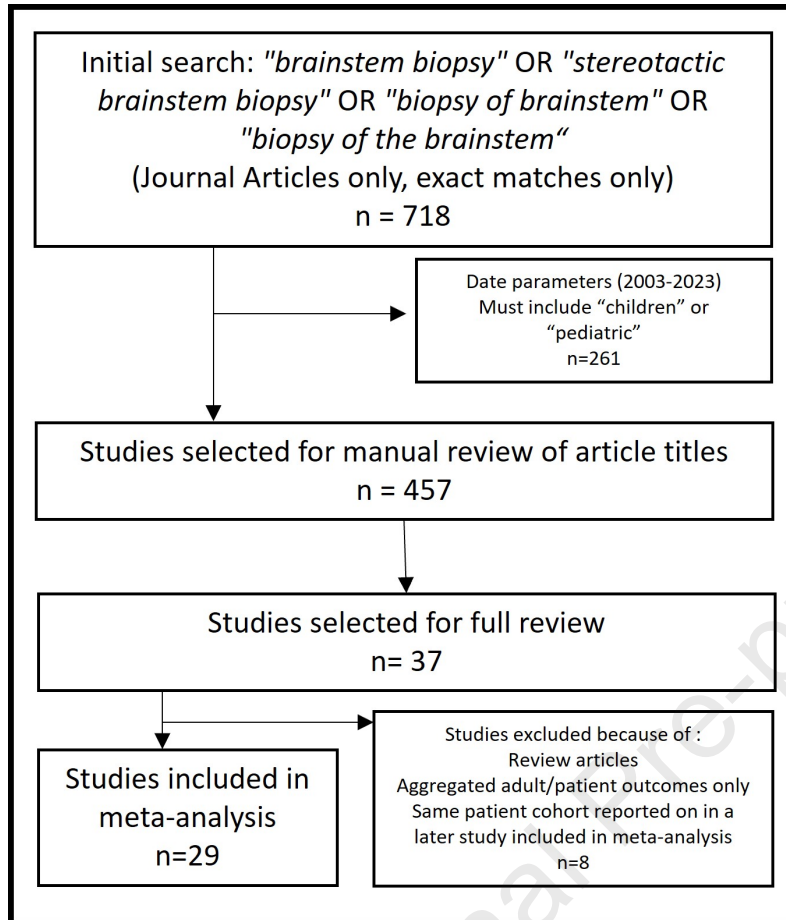 Initial search: "brainstem biopsy" OR "stereotactic
brainstem biopsy" OR "biopsy of brainstem" OR
"biopsy of the brainstem“
(Journal Articles only, exact matches only)
n = 718
Date parameters (2003-2023)
Must include “children” or
“pediatric”
n=261
Studies selected for manual review of article titles
n = 457
Studies selected for full review
n= 37
Studies included in
meta-analysis
n=29
Studies excluded because of :
Review articles
Aggregated adult/patient outcomes only
Same patient cohort reported on in a
later study included in meta-analysis
n=8